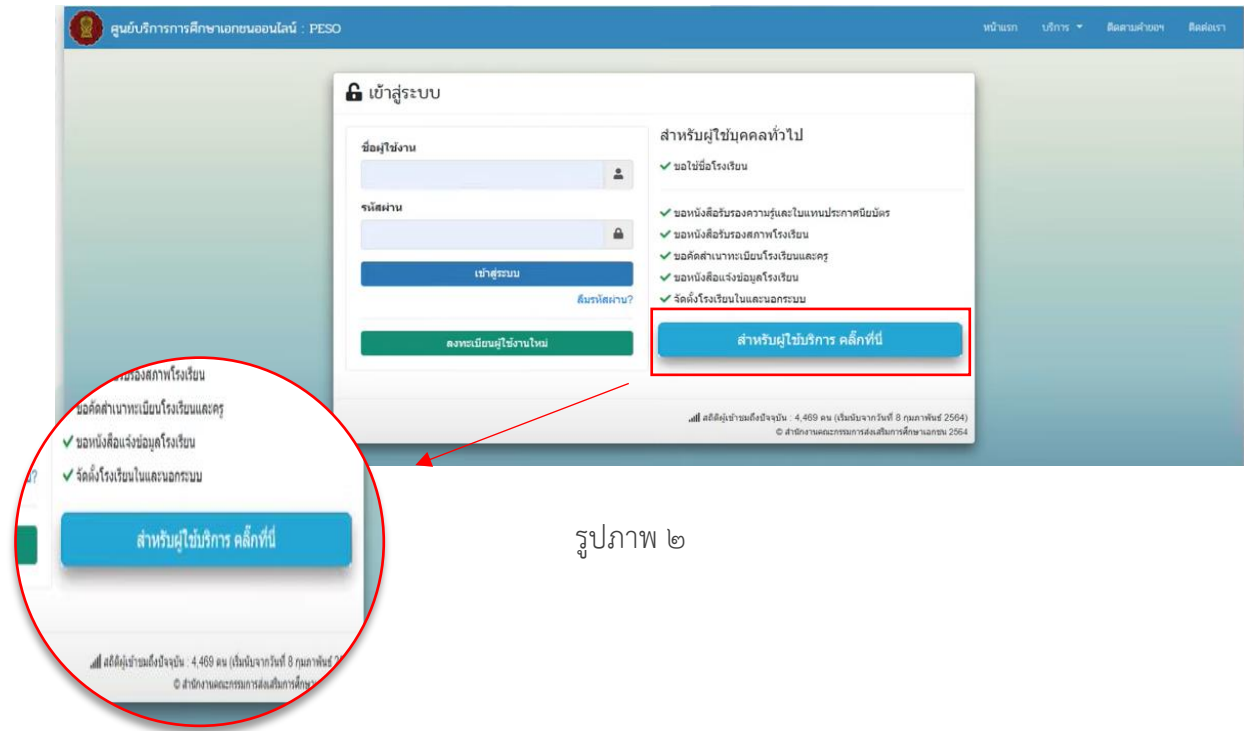 ศูนย์บริการการศึกษาเอกชนออนไลน์ : PESO
หน้าแรก
บริการ
ติดตามคำขอฯ
ติดต่อเรา
เข้าสู่ระบบ
ชื่อผู้ใช้งาน
รหัสผ่าน
เข้าสู่ระบบ
ลืมรหัสผ่าน?
ลงทะเบียนผู้ใช้งานใหม่
สำหรับผู้ใช้บุคคลทั่วไป
ขอใช้ชื่อโรงเรียน
ขอหนังสือรับรองความรู้และใบแทนประกาศนียบัตร
ขอหนังสือรับรองสภาพโรงเรียน
ขอคัดสำเนาทะเบียนโรงเรียนและครู
ขอหนังสือแจ้งข้อมูลโรงเรียน
จัดตั้งโรงเรียนในและนอกระบบ
สำหรับผู้ใช้บริการ คลิ๊กที่นี่
สถิติผู้เข้าชมถึงปัจจุบัน : 4,469 คน (เริ่มนับจากวันที่ 8 กุมภาพันธ์ 2564)
© สำนักงานคณะกรรมการส่งเสริมการศึกษาเอกชน 2564
รับรองสภาพโรงเรียน
ขอคัดสำเนาทะเบียนโรงเรียนและครู
ขอหนังสือแจ้งข้อมูลโรงเรียน
จัดตั้งโรงเรียนในและนอกระบบ
สำหรับผู้ใช้บริการ คลิ๊กที่นี่
สถิติผู้เข้าชมถึงปัจจุบัน : 4,469 คน (เริ่มนับจากวันที่ 8 กุมภาพันธ์
© สำนักงานคณะกรรมการส่งเสริมการศึกษา
รูปภาพ ๒